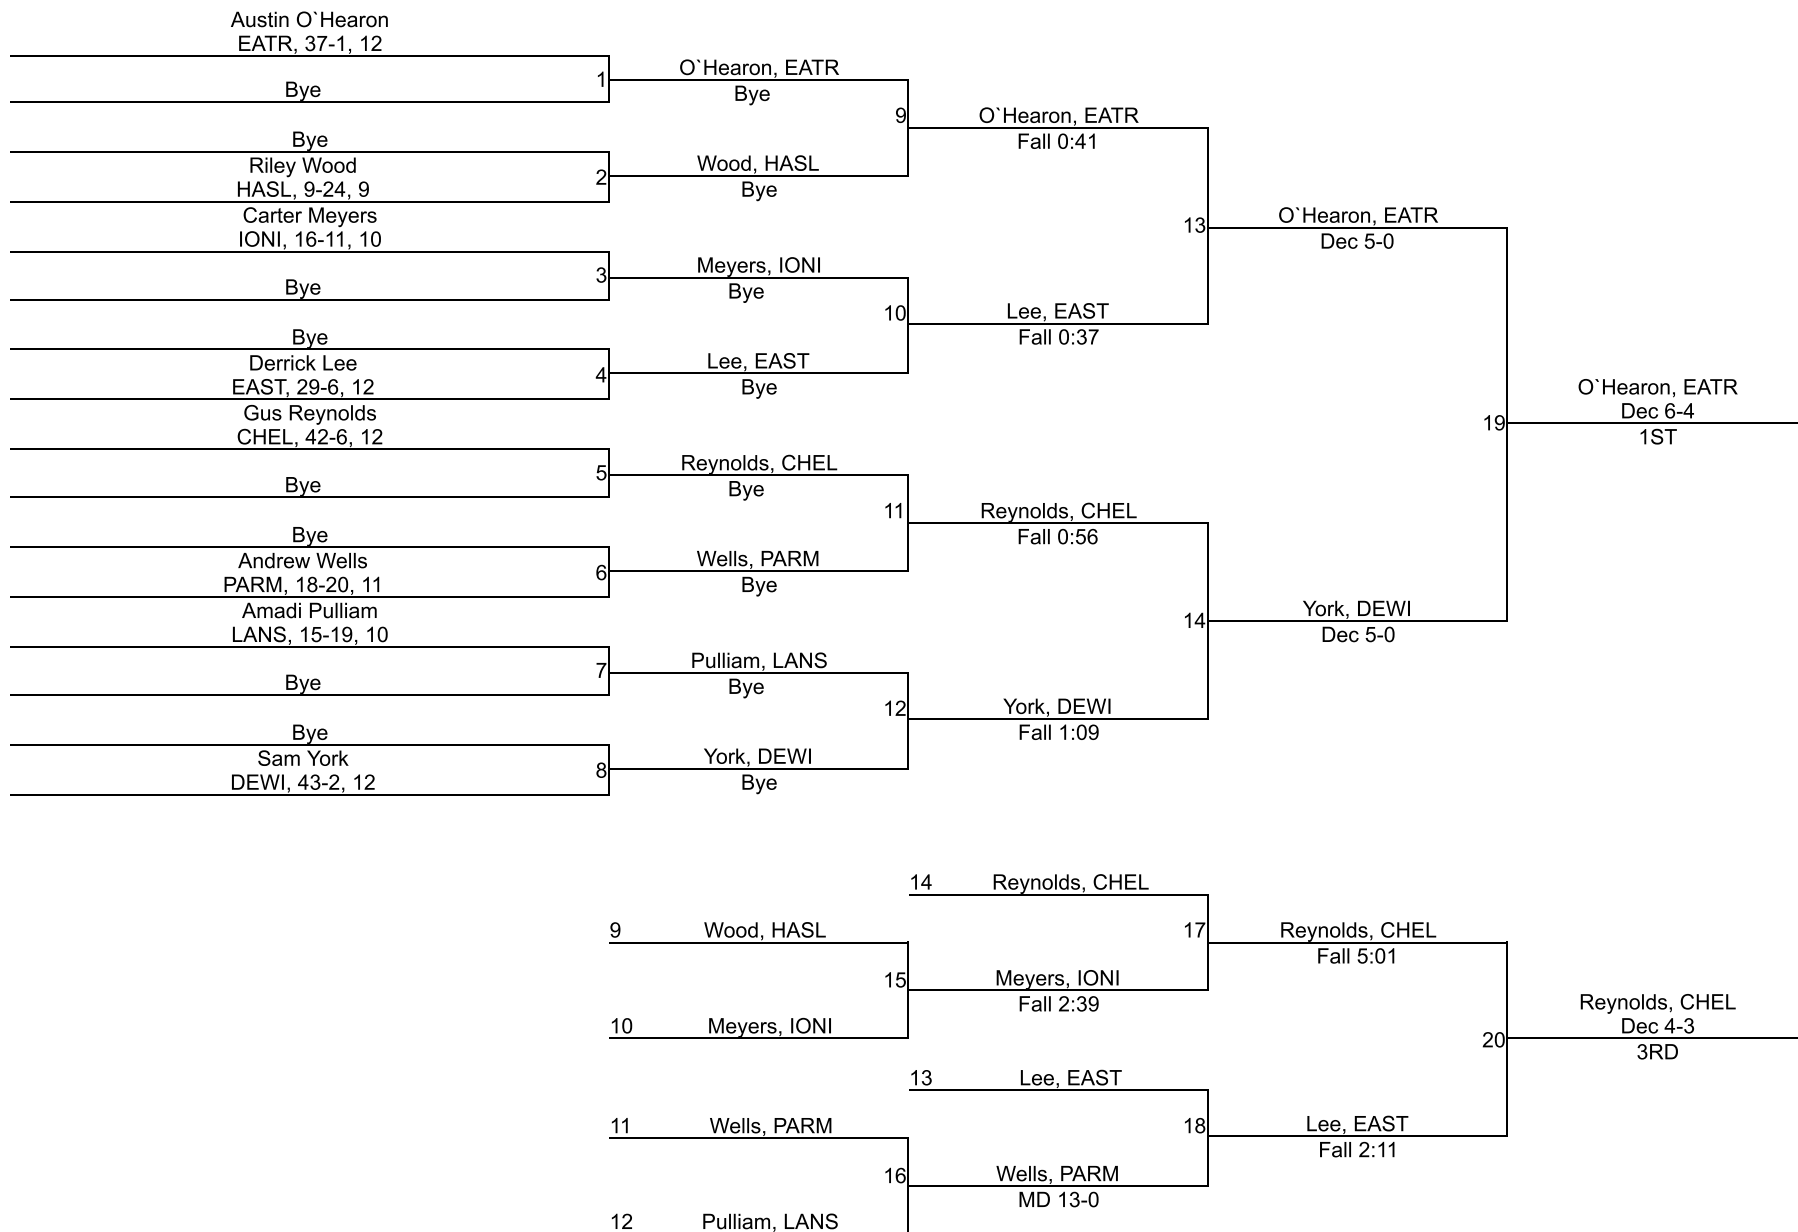 Austin O`Hearon
EATR, 37-1, 12
Bye
1
Bye
Riley Wood
HASL, 9-24, 9
2
Carter Meyers
IONI, 16-11, 10
Bye
3
Bye
Derrick Lee
EAST, 29-6, 12
4
Gus Reynolds
CHEL, 42-6, 12
Bye
5
Bye
Andrew Wells
PARM, 18-20, 11
6
Amadi Pulliam
LANS, 15-19, 10
Bye
7
Bye
Sam York
DEWI, 43-2, 12
8
O`Hearon, EATR
Bye
9
Wood, HASL
Bye
Meyers, IONI
Bye
10
Lee, EAST
Bye
Reynolds, CHEL
Bye
11
Wells, PARM
Bye
Pulliam, LANS
Bye
12
York, DEWI
Bye
O`Hearon, EATR
Fall 0:41
13
Lee, EAST
Fall 0:37
Reynolds, CHEL
Fall 0:56
14
York, DEWI
Fall 1:09
O`Hearon, EATR
Dec 5-0
19
York, DEWI
Dec 5-0
O`Hearon, EATR
Dec 6-4
1ST
14 Reynolds, CHEL
9 Wood, HASL
17
Reynolds, CHEL
Fall 5:01
15
Meyers, IONI
Fall 2:39
10 Meyers, IONI
Reynolds, CHEL
Dec 4-3
3RD
20
13 Lee, EAST
11 Wells, PARM
18
Lee, EAST
Fall 2:11
16
Wells, PARM
MD 13-0
12 Pulliam, LANS